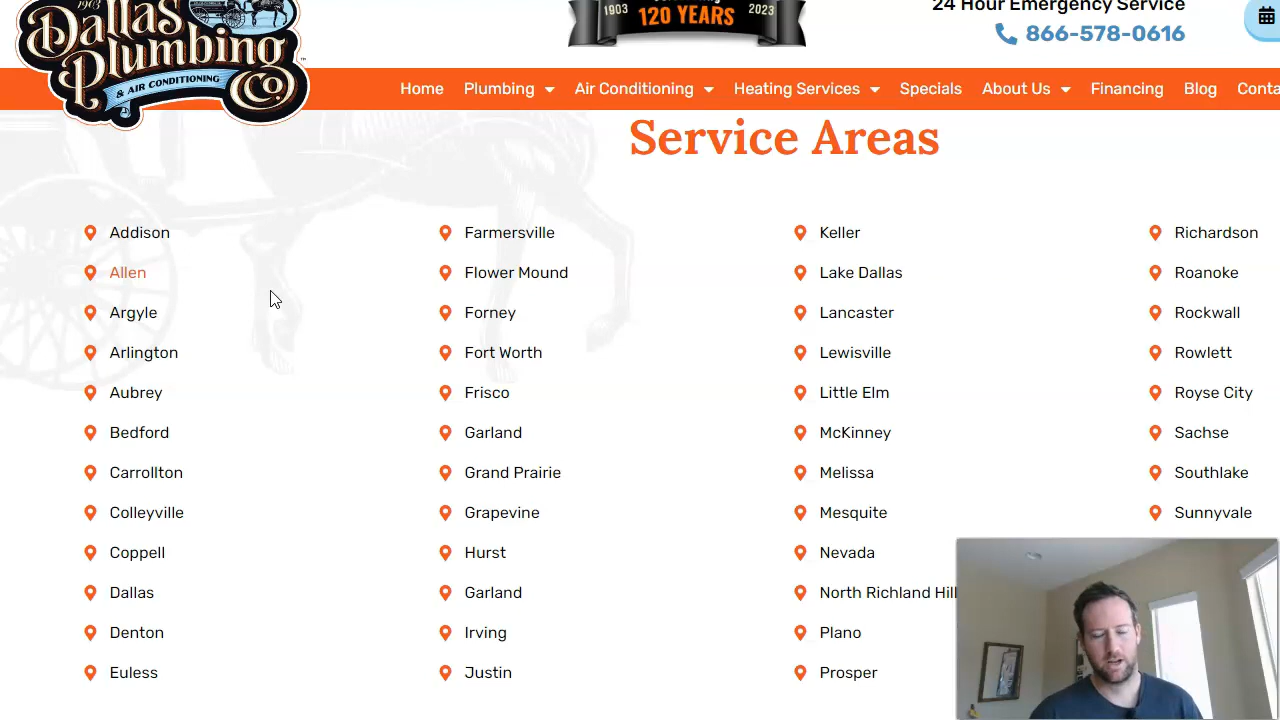 1903
Dallas
Plumbing
Co
& AIR CONDITIONING
™
1903 120 YEARS 2023
24 Hour Emergency Service
866-578-0616
Home Plumbing Air Conditioning Heating Services Specials About Us Financing Blog Conta
Service Areas
Addison
Allen
Argyle
Arlington
Aubrey
Bedford
Carrollton
Colleyville
Coppell
Dallas
Denton
Euless
Farmersville
Flower Mound
Forney
Fort Worth
Frisco
Garland
Grand Prairie
Grapevine
Hurst
Garland
Irving
Justin
Keller
Lake Dallas
Lancaster
Lewisville
Little Elm
McKinney
Melissa
Mesquite
Nevada
North Richland Hill
Plano
Prosper
Richardson
Roanoke
Rockwall
Rowlett
Royse City
Sachse
Southlake
Sunnyvale